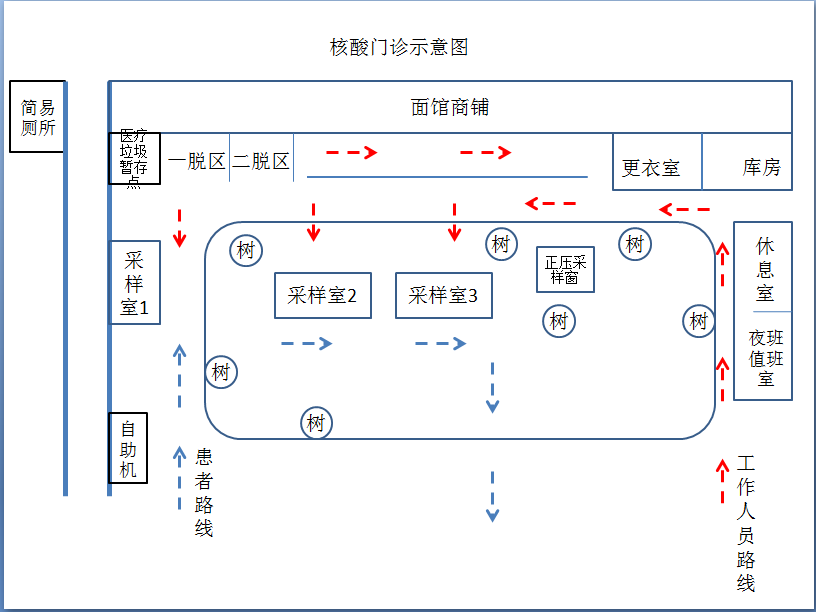 核酸门诊示意图
简易
厕所
面馆商铺
医疗
垃圾
暂存
点
一脱区
二脱区
更衣室
库房
树
树
树
采
样
室1
采样室2
采样室3
正压采
样窗
休
息
室
树
树
夜班
值班
室
树
树
自
助
机
患
者
路
线
工
作
人
员
路
线